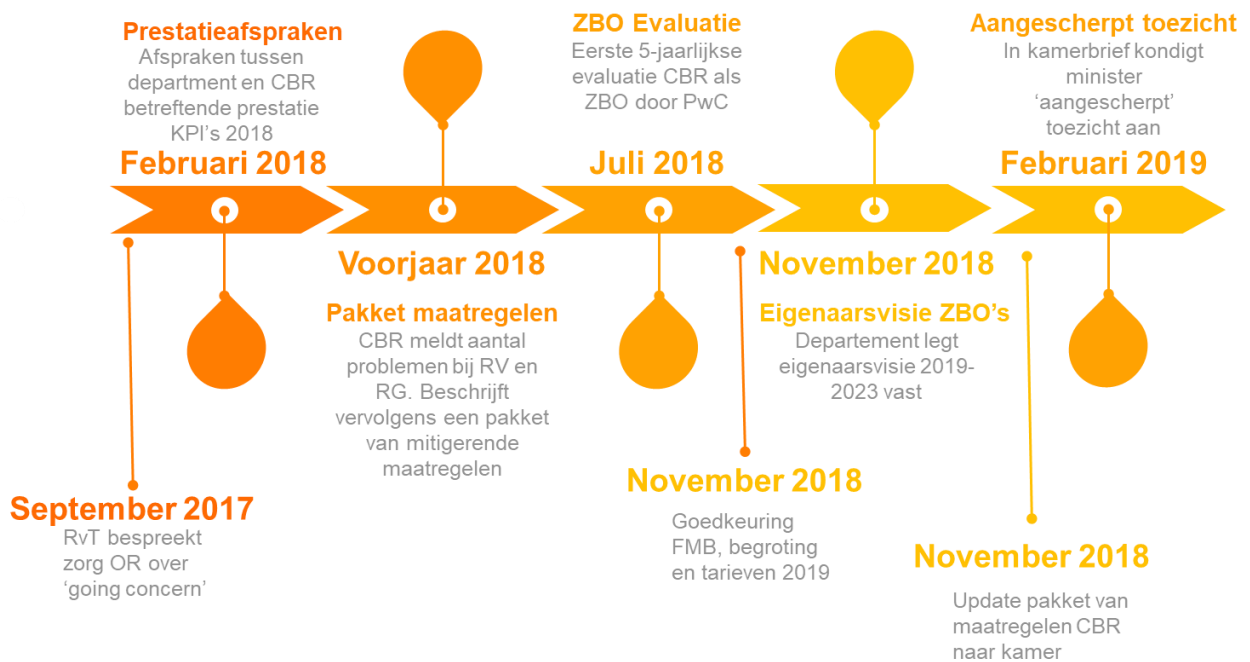 Prestatieafspraken
Afspraken tussen
department en CBR
betreftende prestatie
KPI's 2018
Februari 2018
ZBO Evaluatie
Eerste 5-jaarlijkse
evaluatie CBR als
ZBO door PwC
Juli 2018
Aangescherpt toezicht
In kamerbrief kondigt
minister
‘aangescherpt’
toezicht aan
Februari 2019
Voorjaar 2018
Pakket maatregelen
CBR meldt aantal
problemen bij RV en
RG. Beschrijft
vervolgens een pakket
van mitigerende
maatregelen
November 2018
Eigenaarsvisie ZBO’s
Departement legt
eigenaarsvisie 2019-
2023 vast
September 2017
RvT bespreekt
zorg OR over
‘going concern’
November 2018
Goedkeuring
FMB, begroting
en tarieven 2019
November 2018
Update pakket van
maatregelen CBR
naar kamer